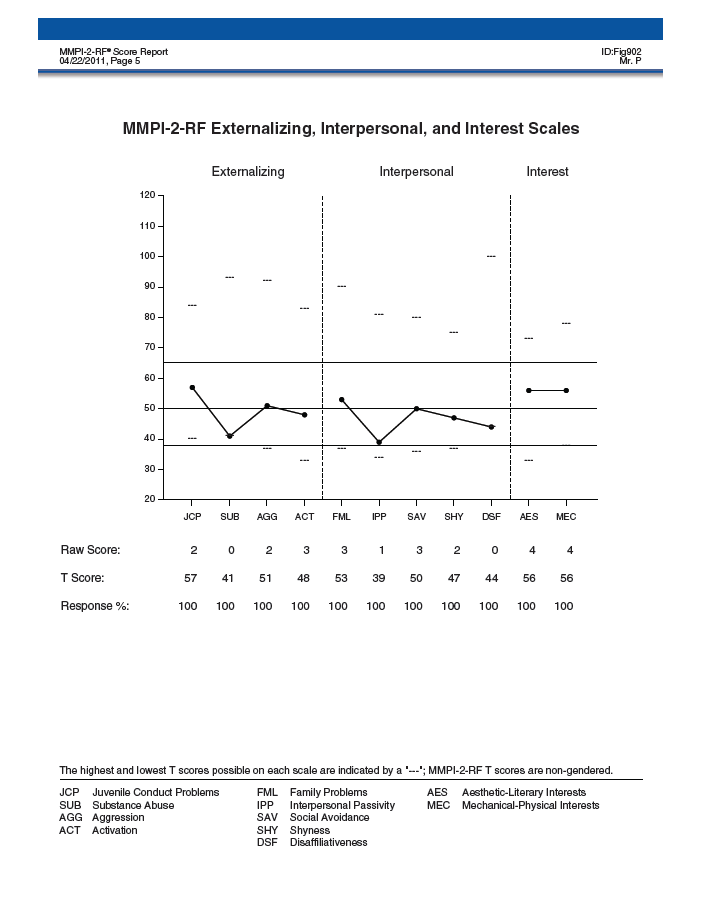 MMPI-2-RF® Score Report ID:Fig902
04/22/2011, Page 5 Mr. P
MMPI-2-RF Externalizing, Interpersonal, and Interest Scales
Externalizing Interpersonal Interest
120
110
100
90
80
70
60
50
40
30
20
JCP SUB AGG ACT FML IPP SAV SHY DSF AES MEC
Raw Score: 2 0 2 3 3 1 3 2 0 4 4
T Score: 57 41 51 48 53 39 50 47 44 56 56
Response %: 100 100 100 100 100 100 100 100 100 100 100
The highest and lowest T scores possible on each scale are indicated by a "---"; MMPI-2-RF T scores are non-gendered.
JCP Juvenile Conduct Problems FML Family Problems AES Aesthetic-Literary Interests
SUB Substance Abuse IPP Interpersonal Passivity MEC Mechanical-Physical Interests
AGG Aggression SAV Social Avoidance
ACT Activation SHY Shyness
DSF Disaffiliativeness